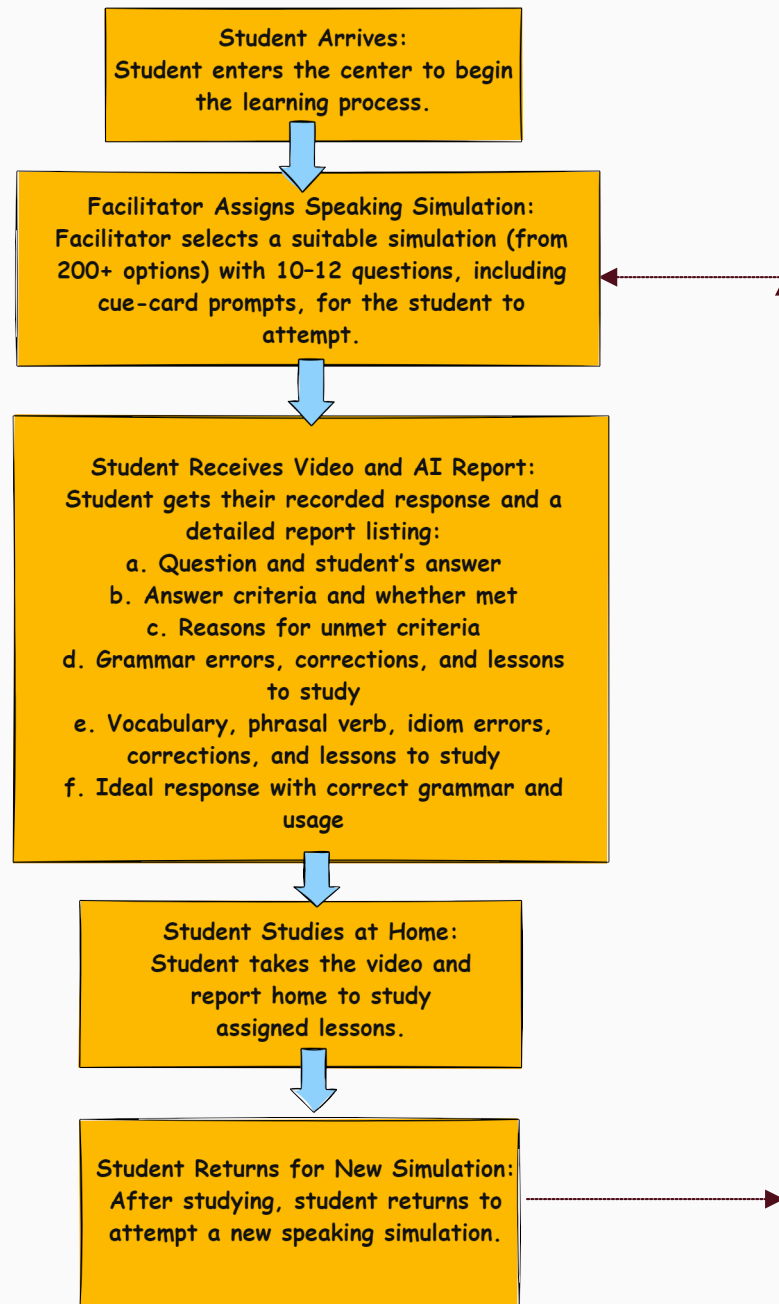 Student Arrives:
Student enters the center to begin
the learning process.
Facilitator Assigns Speaking Simulation:
Facilitator selects a suitable simulation (from
200+ options) with 10–12 questions, including
cue-card prompts, for the student to
attempt.
Student Receives Video and AI Report:
Student gets their recorded response and a
detailed report listing:
a. Question and student’s answer
b. Answer criteria and whether met
c. Reasons for unmet criteria
d. Grammar errors, corrections, and lessons
to study
e. Vocabulary, phrasal verb, idiom errors,
corrections, and lessons to study
f. Ideal response with correct grammar and
usage
Student Studies at Home:
Student takes the video and
report home to study
assigned lessons.
Student Returns for New Simulation:
After studying, student returns to
attempt a new speaking simulation.